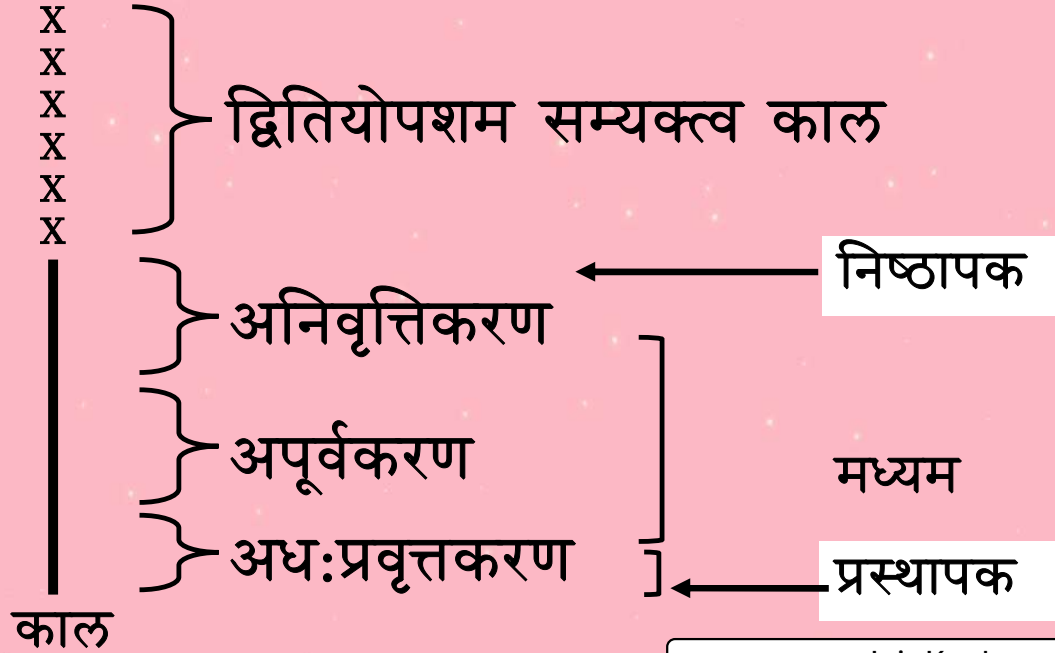 x
x
x
x
x
x
द्वितियोपशम सम्यक्त्व काल
निष्ठापक
अनिवृत्तिकरण
अपूर्वकरण
मध्यम
अध:प्रवृत्तकरण
प्रस्थापक
काल